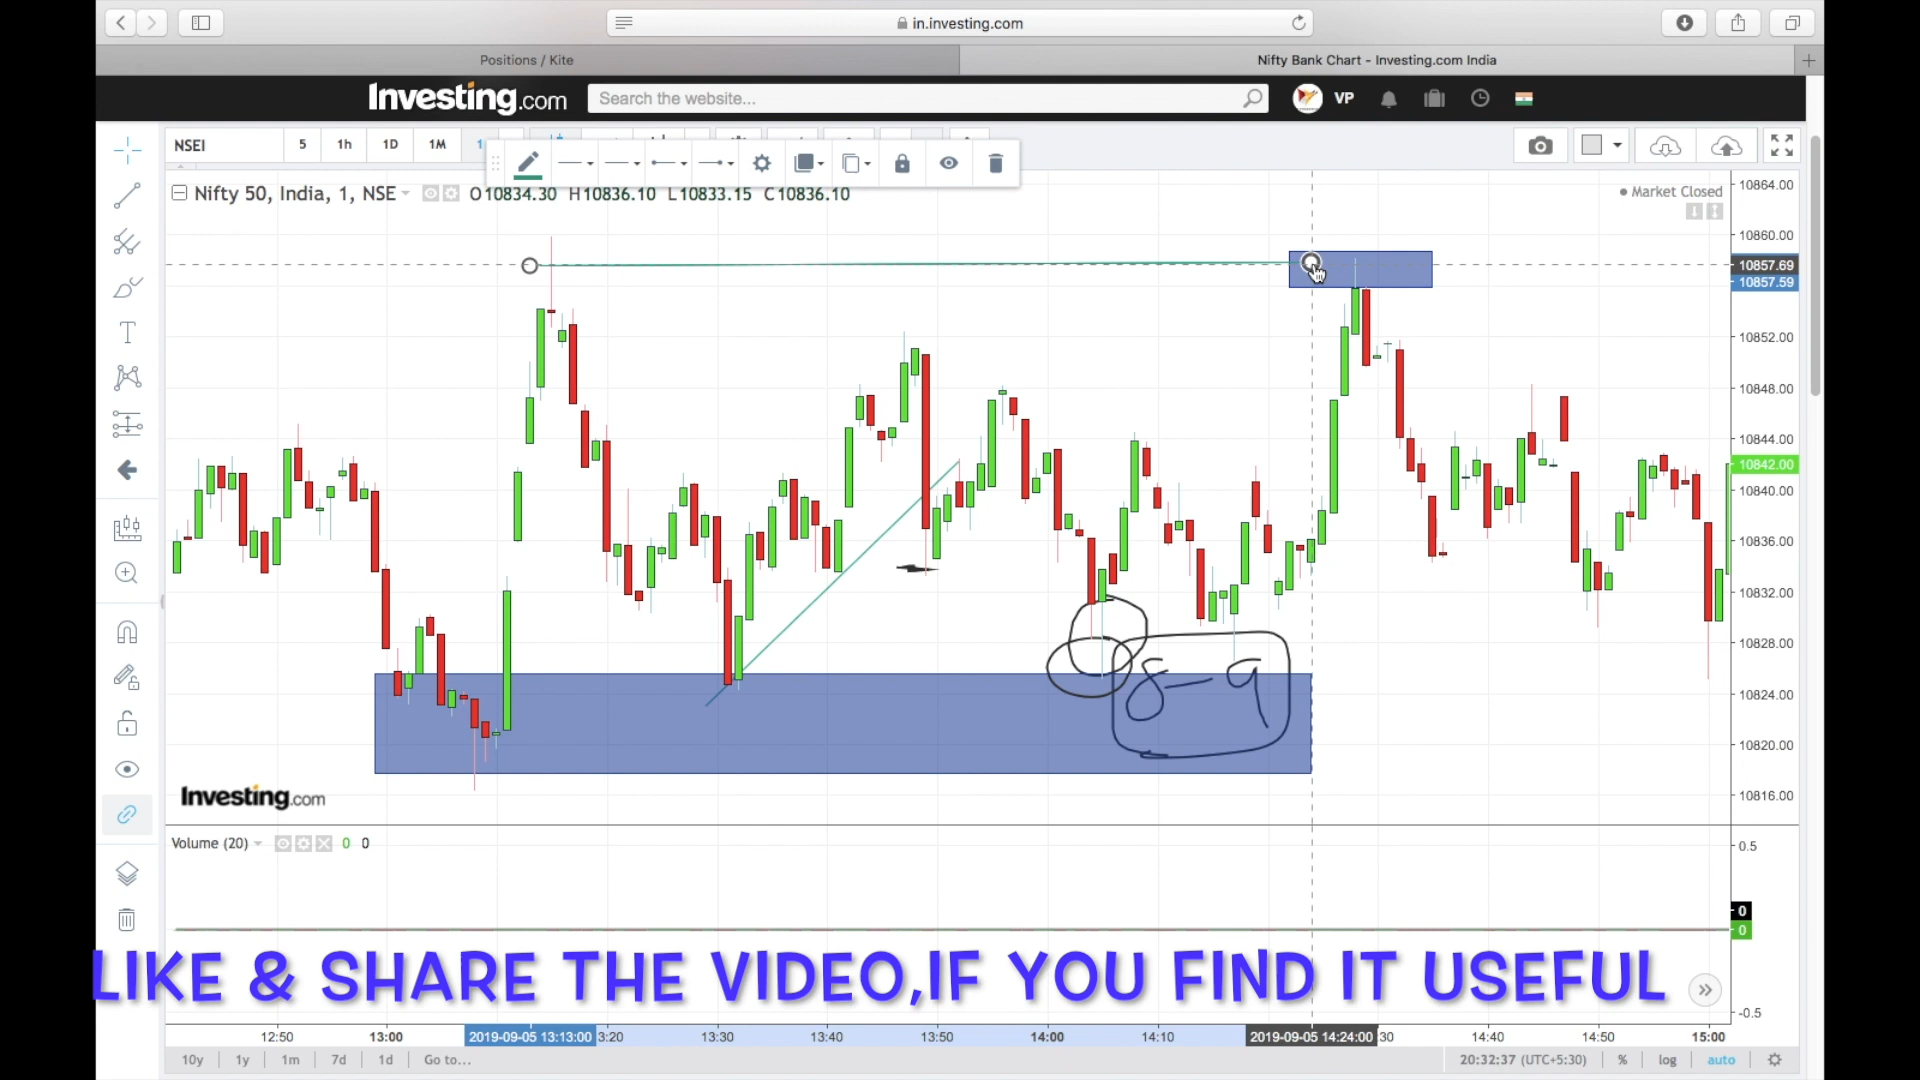 in.investing.com
Positions / Kite
Nifty Bank Chart - Investing.com India
Investing.com
Search the website...
VP
NSEI 5 1h 1D 1M
Nifty 50, India, 1, NSE O10834.30 H10836.10 L10833.15 C10836.10
Market Closed
10864.00
10860.00
10857.69
10857.59
10852.00
10848.00
10844.00
10842.00
10840.00
10836.00
10832.00
10828.00
10824.00
10820.00
10816.00
8-9
Investing.com
Volume (20) 0 0
0.5
0
0
LIKE & SHARE THE VIDEO,IF YOU FIND IT USEFUL
-0.5
12:50 13:00 2019-09-05 13:13:00 3:20 13:30 13:40 13:50 14:00 14:10 2019-09-05 14:24:00 30 14:40 14:50 15:00
10y 1y 1m 7d 1d Go to... 20:32:37 (UTC+5:30) % log auto